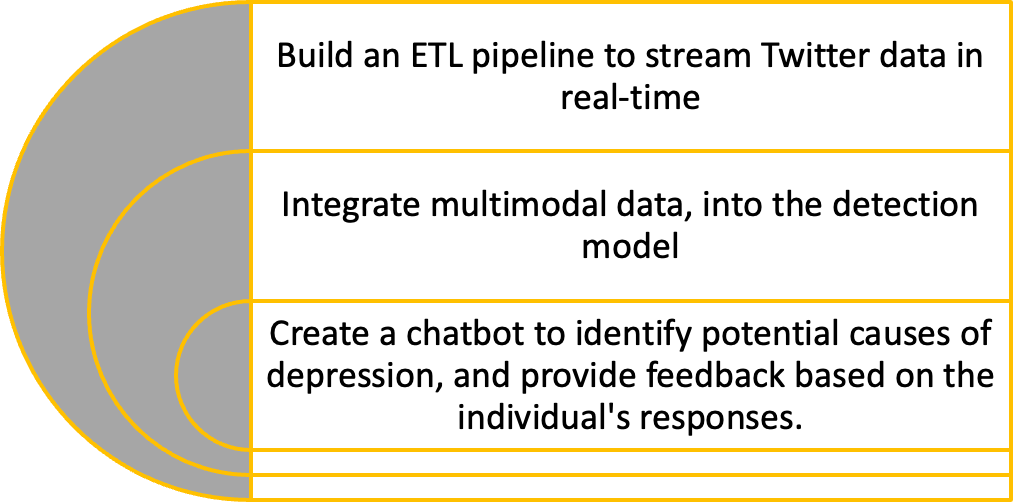 Build an ETL pipeline to stream Twitter data in
real-time
Integrate multimodal data, into the detection
model
Create a chatbot to identify potential causes of
depression, and provide feedback based on the
individual's responses.